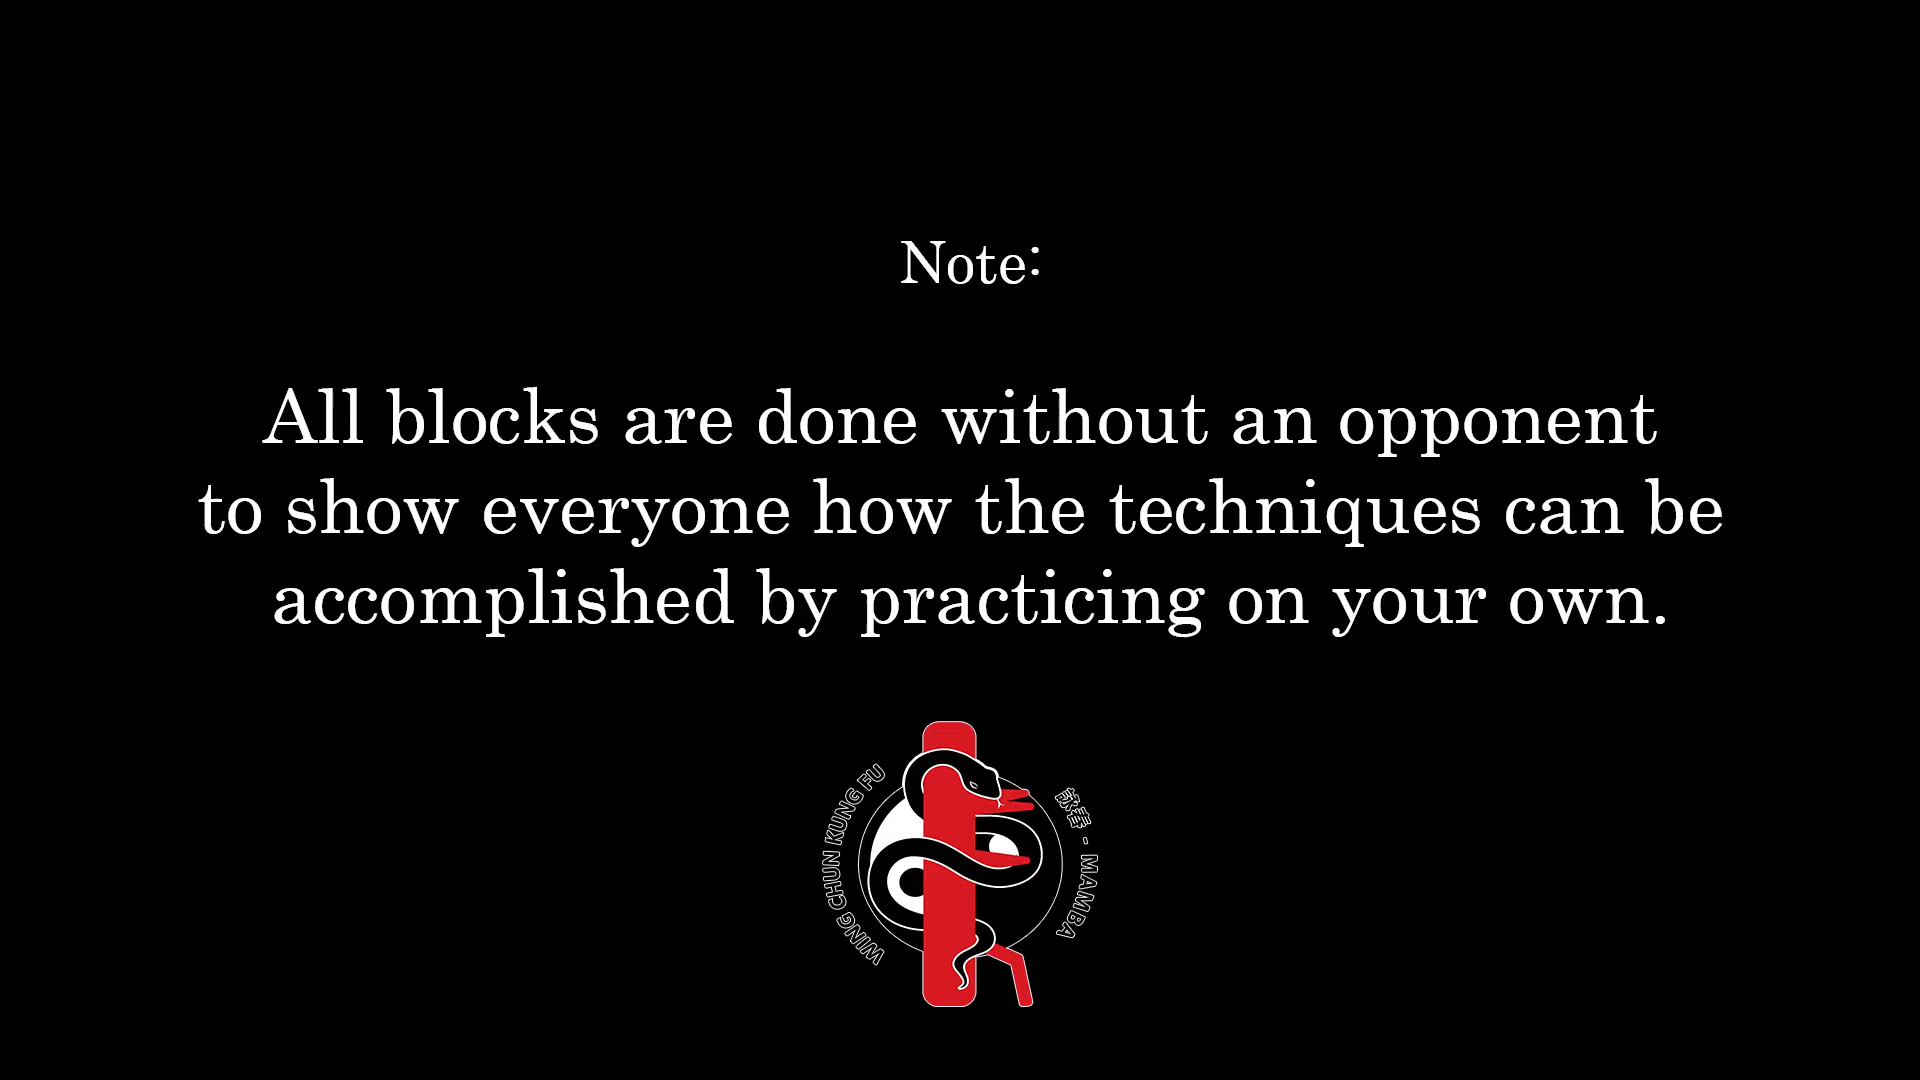 Note:
All blocks are done without an opponent
to show everyone how the techniques can be
accomplished by practicing on your own.
WING CHUN KUNG FU
詠春 - MAMBA